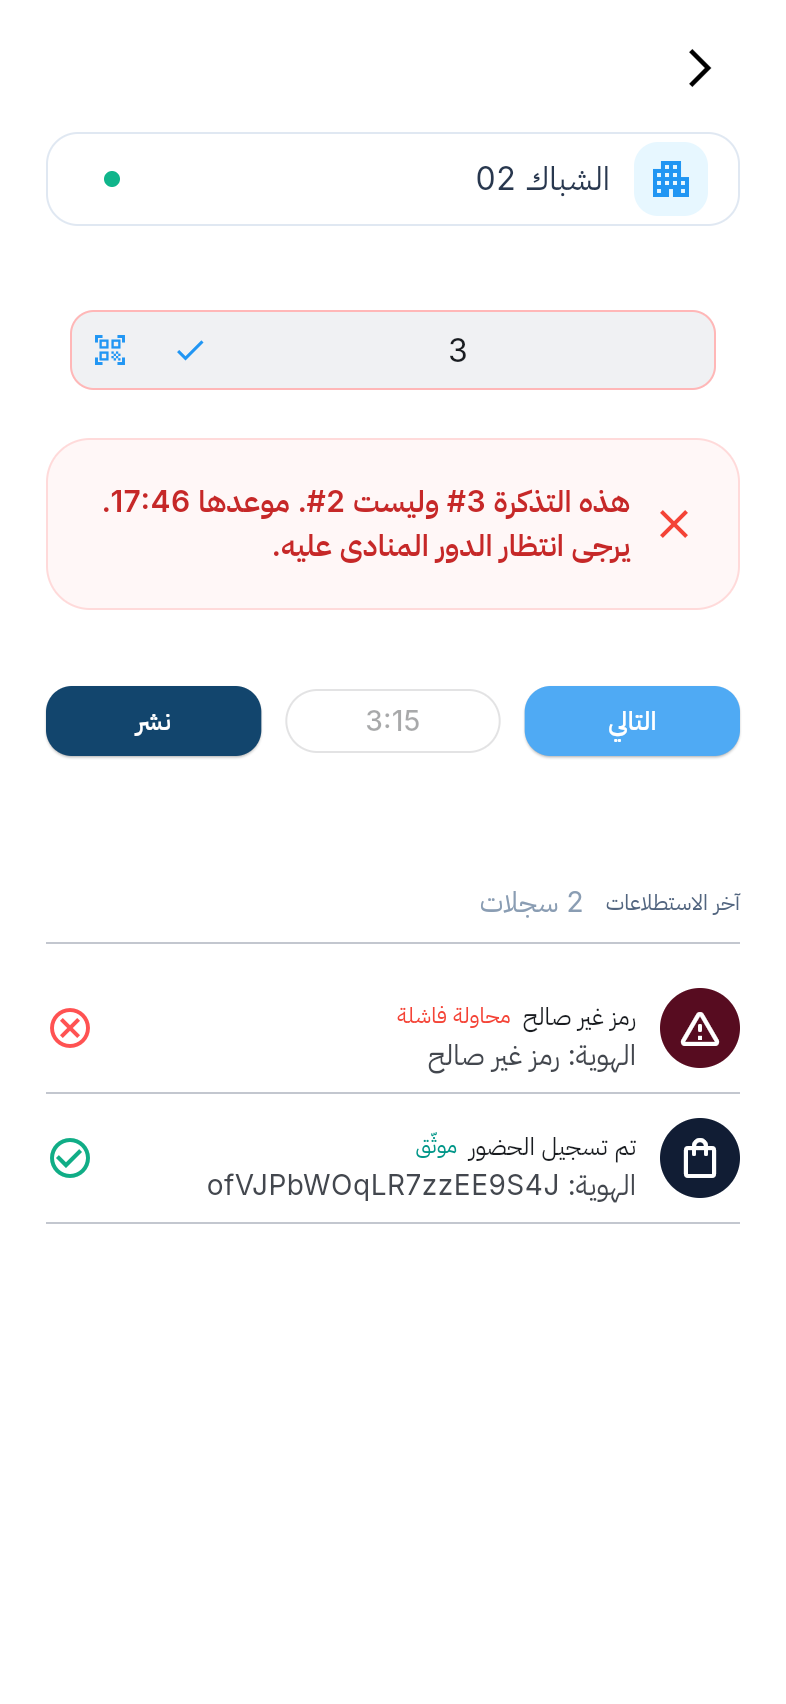 الشباك 02
3
هذه التذكرة 3# وليست 2#. موعدها 17:46.
يرجى انتظار الدور المنادى عليه.
التالي
3:15
نشر
آخر الاستطلاعات
2 سجلات
رمز غير صالح محاولة فاشلة
الهوية: رمز غير صالح
تم تسجيل الحضور موثّق
الهوية: ofVJPbWOqLR7zzEE9S4J